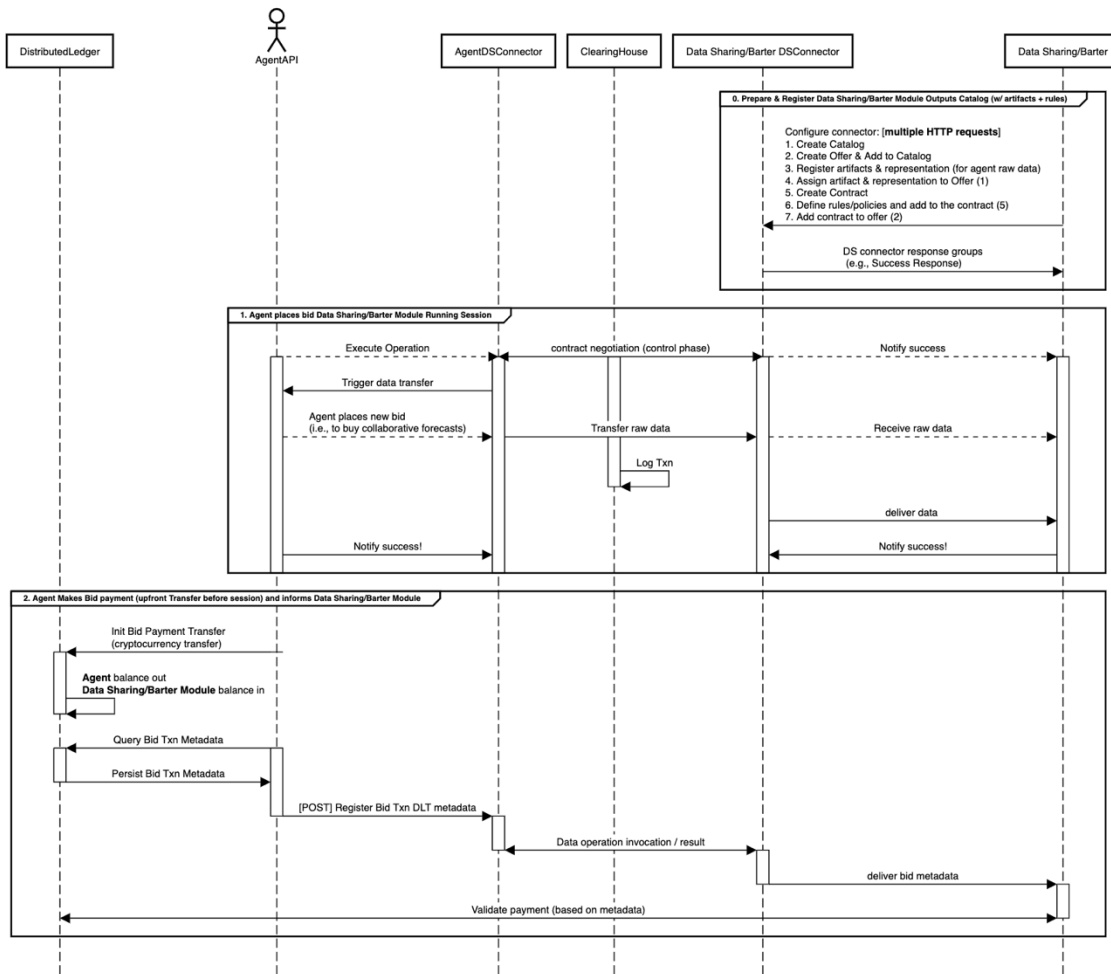 DistributedLedger
AgentAPI
AgentDSConnector
ClearingHouse
Data Sharing/Barter DSConnector
Data Sharing/Barter
0. Prepare & Register Data Sharing/Barter Module Outputs Catalog (w/ artifacts + rules)
Configure connector: [multiple HTTP requests]
1. Create Catalog
2. Create Offer & Add to Catalog
3. Register artifacts & representation (for agent raw data)
4. Assign artifact & representation to Offer (1)
5. Create Contract
6. Define rules/policies and add to the contract (5)
7. Add contract to offer (2)
DS connector response groups
(e.g., Success Response)
1. Agent places bid Data Sharing/Barter Module Running Session
Execute Operation
contract negotiation (control phase)
Notify success
Trigger data transfer
Agent places new bid
(i.e., to buy collaborative forecasts)
Transfer raw data
Receive raw data
Log Txn
deliver data
Notify success!
Notify success!
2. Agent Makes Bid payment (upfront Transfer before session) and informs Data Sharing/Barter Module
Init Bid Payment Transfer
(cryptocurrency transfer)
Agent balance out
Data Sharing/Barter Module balance in
Query Bid Txn Metadata
Persist Bid Txn Metadata
[POST] Register Bid Txn DLT metadata
Data operation invocation / result
deliver bid metadata
Validate payment (based on metadata)